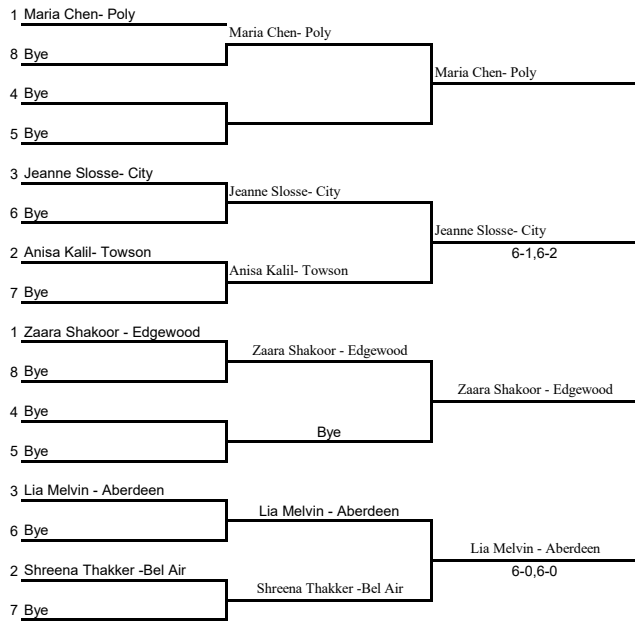 1 Maria Chen- Poly
Maria Chen- Poly
8 Bye
Maria Chen- Poly
4 Bye
5 Bye
3 Jeanne Slosse- City
Jeanne Slosse- City
6 Bye
Jeanne Slosse- City
2 Anisa Kalil- Towson
6-1,6-2
Anisa Kalil- Towson
7 Bye
1 Zaara Shakoor - Edgewood
Zaara Shakoor - Edgewood
8 Bye
Zaara Shakoor - Edgewood
4 Bye
Bye
5 Bye
3 Lia Melvin - Aberdeen
Lia Melvin - Aberdeen
6 Bye
Lia Melvin - Aberdeen
2 Shreena Thakker -Bel Air
6-0,6-0
Shreena Thakker -Bel Air
7 Bye